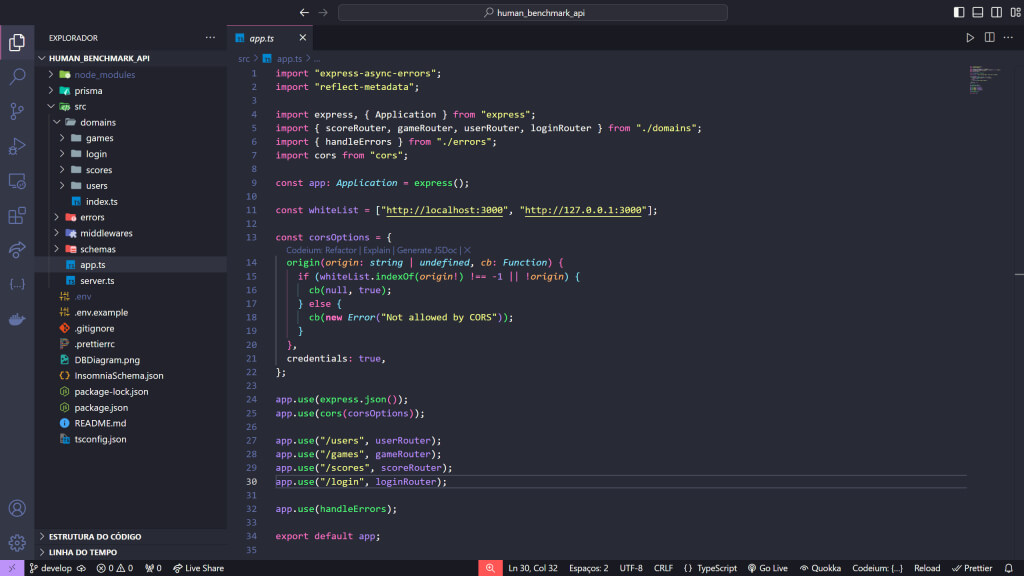 human_benchmark_api
EXPLORADOR
···
HUMAN_BENCHMARK_API
node_modules
prisma
src
domains
games
login
scores
users
index.ts
errors
middlewares
schemas
app.ts
server.ts
.env
.env.example
.gitignore
.prettierrc
DBDiagram.png
InsomniaSchema.json
package-lock.json
package.json
README.md
tsconfig.json
ESTRUTURA DO CÓDIGO
LINHA DO TEMPO
app.ts
src > app.ts > ...
1 import "express-async-errors";
2 import "reflect-metadata";
3
4 import express, { Application } from "express";
5 import { scoreRouter, gameRouter, userRouter, loginRouter } from "./domains";
6 import { handleErrors } from "./errors";
7 import cors from "cors";
8
9 const app: Application = express();
10
11 const whiteList = ["http://localhost:3000", "http://127.0.0.1:3000"];
12
13 const corsOptions = {
Codeium: Refactor | Explain | Generate JSDoc | X
14 origin(origin: string | undefined, cb: Function) {
15 if (whiteList.indexOf(origin!) !== -1 || !origin) {
16 cb(null, true);
17 } else {
18 cb(new Error("Not allowed by CORS"));
19 }
20 },
21 credentials: true,
22 };
23
24 app.use(express.json());
25 app.use(cors(corsOptions));
26
27 app.use("/users", userRouter);
28 app.use("/games", gameRouter);
29 app.use("/scores", scoreRouter);
30 app.use("/login", loginRouter);
31
32 app.use(handleErrors);
33
34 export default app;
35
develop 0 0 0 Live Share Ln 30, Col 32 Espaços: 2 UTF-8 CRLF {} TypeScript Go Live Quokka Codeium: {...} Reload Prettier